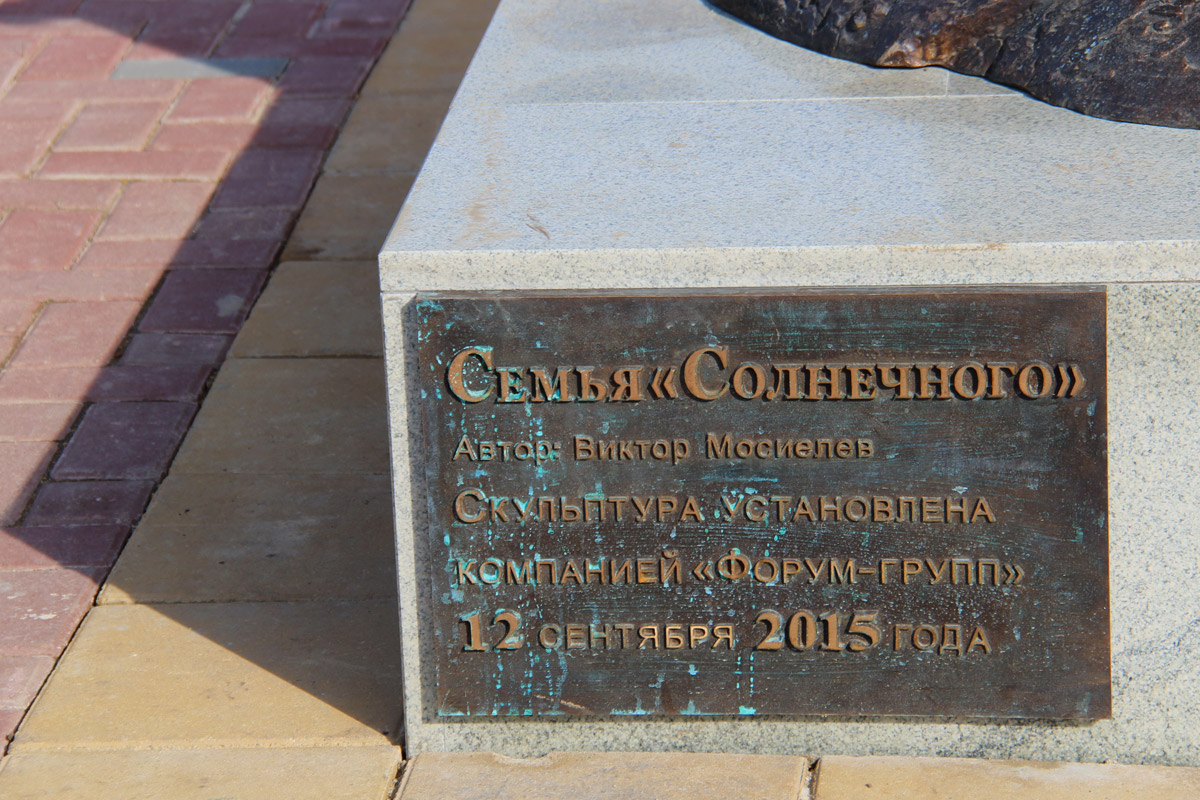 Семья «Солнечного»
Автор: Виктор Мосиелев
Скульптура установлена
компанией «Форум-групп»
12 сентября 2015 года